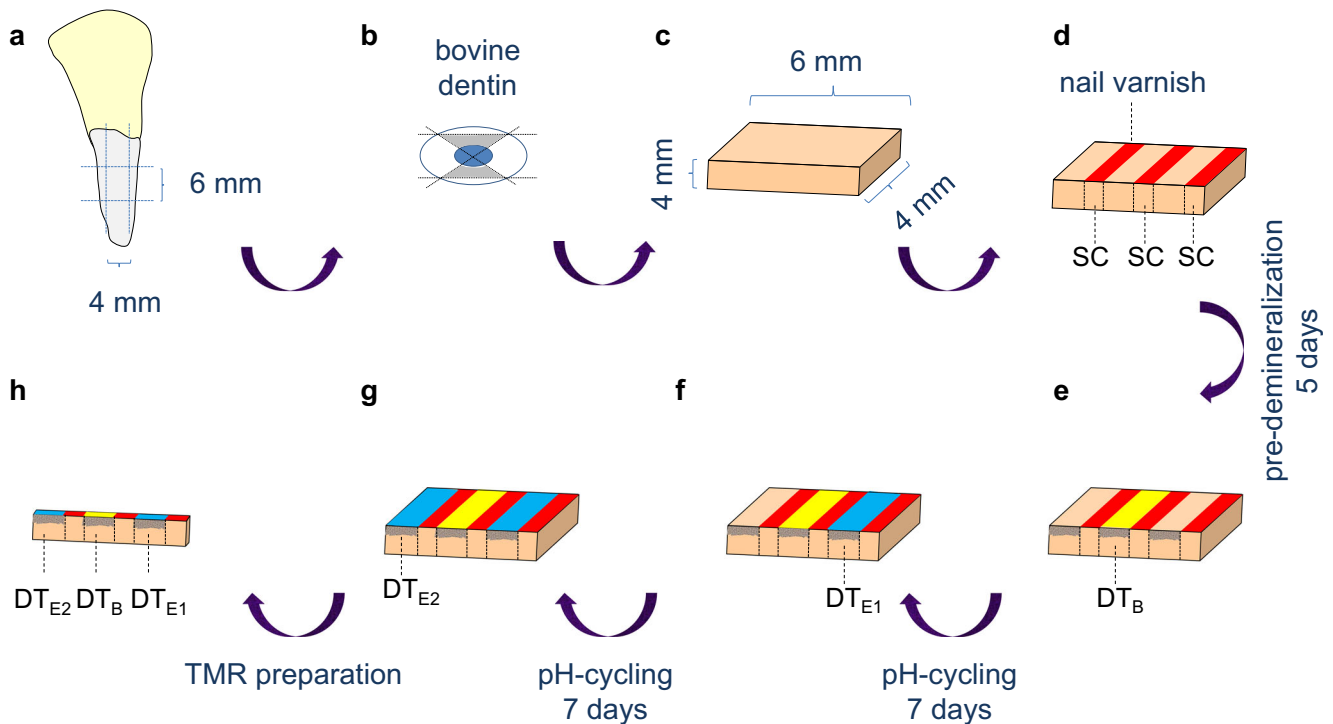 a
6 mm
4 mm
b
bovine
dentin
c
6 mm
4 mm
4 mm
d
nail varnish
SC SC SC
pre-demineralization
5 days
e
DTB
pH-cycling
7 days
f
DTE1
pH-cycling
7 days
g
DTE2
TMR preparation
h
DTE2 DTB DTE1